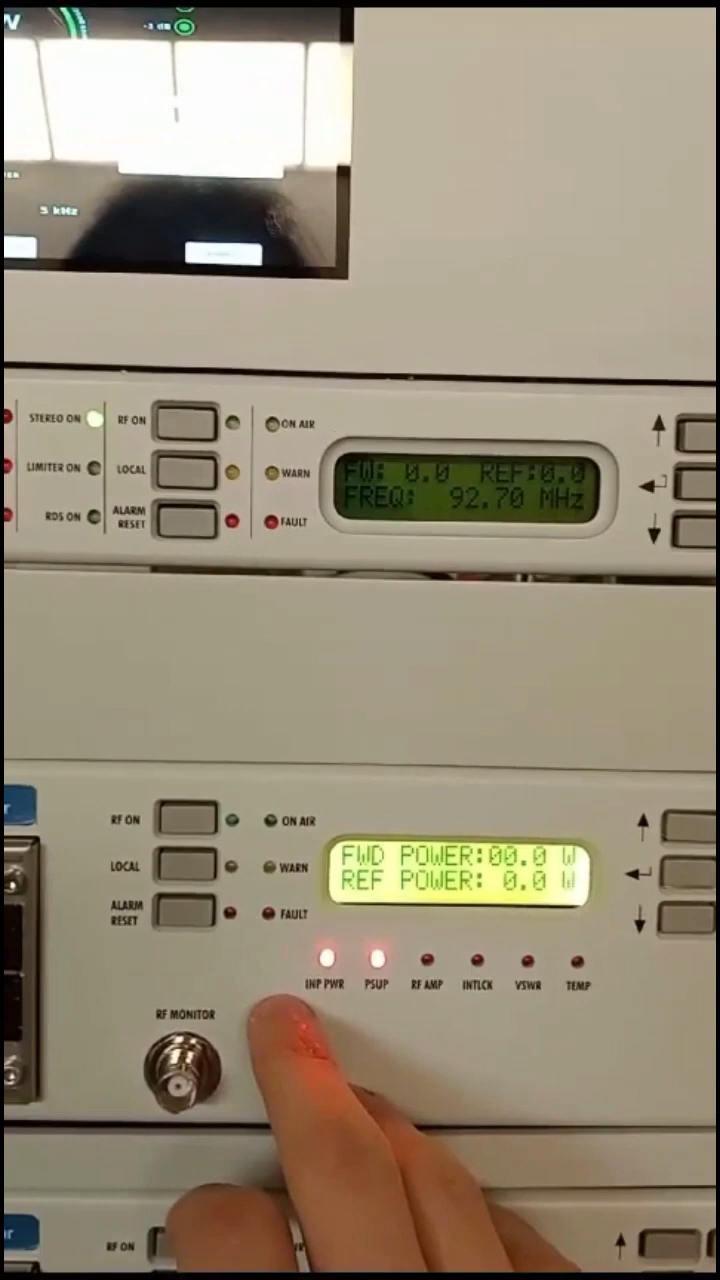 -3 dB
5 kHz
STEREO ON
RF ON
ON AIR
LIMITER ON
LOCAL
WARN
RDS ON
ALARM
RESET
FAULT
FW: 0.0 REF:0.0
FREQ: 92.70 MHz
RF ON
ON AIR
LOCAL
WARN
ALARM
RESET
FAULT
FWD POWER:00.0 W
REF POWER: 0.0 W
INP PWR
PSUP
RF AMP
INTLCK
VSWR
TEMP
RF MONITOR
RF ON